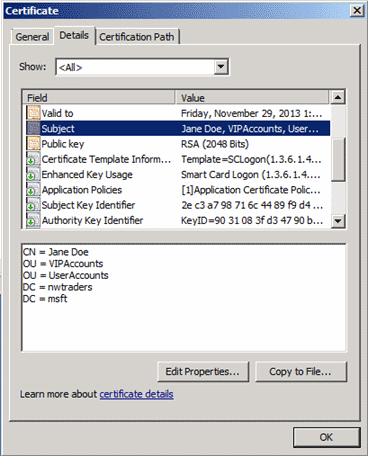 Certificate
General Details Certification Path
Show: <All>
Field Value
Valid to Friday, November 29, 2013 1:...
Subject Jane Doe, VIPAccounts, User...
Public key RSA (2048 Bits)
Certificate Template Inform... Template=SCLogon(1.3.6.1.4...
Enhanced Key Usage Smart Card Logon (1.3.6.1.4....
Application Policies [1]Application Certificate Polic...
Subject Key Identifier 2e c3 a7 98 71 6c 44 89 f9 d4 ...
Authority Key Identifier KeyID=90 31 08 3f d3 47 90 b...
CN = Jane Doe
OU = VIPAccounts
OU = UserAccounts
DC = nwtraders
DC = msft
Edit Properties... Copy to File...
Learn more about certificate details
OK